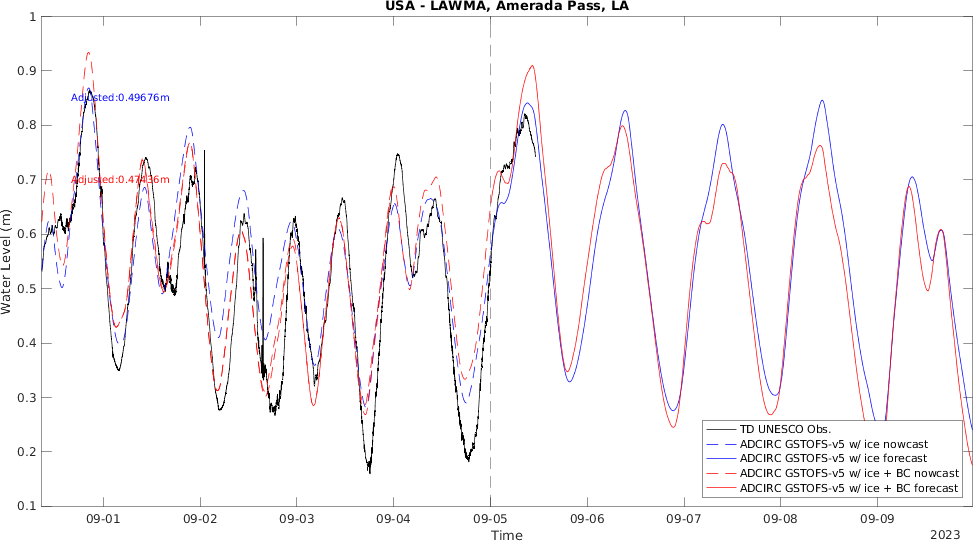 USA - LAWMA, Amerada Pass, LA
1
0.9
0.8
0.7
0.6
0.5
0.4
0.3
0.2
0.1
Water Level (m)
Adjusted:0.49676m
Adjusted:0.47436m
TD UNESCO Obs.
ADCIRC GSTOFS-v5 w/ ice nowcast
ADCIRC GSTOFS-v5 w/ ice forecast
ADCIRC GSTOFS-v5 w/ ice + BC nowcast
ADCIRC GSTOFS-v5 w/ ice + BC forecast
09-01 09-02 09-03 09-04 09-05 09-06 09-07 09-08 09-09
Time
2023